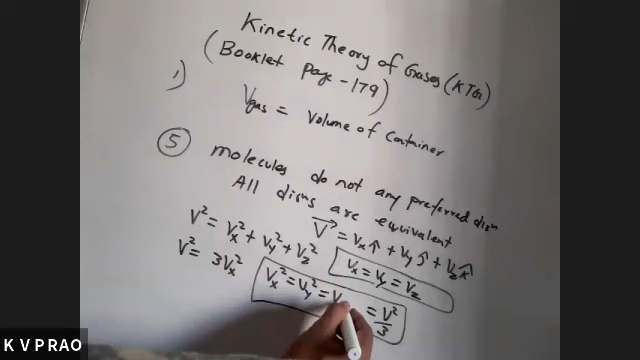 Kinetic Theory of Gases (KTG)
(Booklet page - 179)
1)
Vgas = Volume of Container
5 molecules do not any preferred dirn
All dirns are equivalent
V⃗ = Vx î + Vy ĵ + Vz k̂
V² = Vx² + Vy² + Vz²
Vx = Vy = Vz
V² = 3Vx²
Vx² = Vy² = V = V²/3
K V P RAO